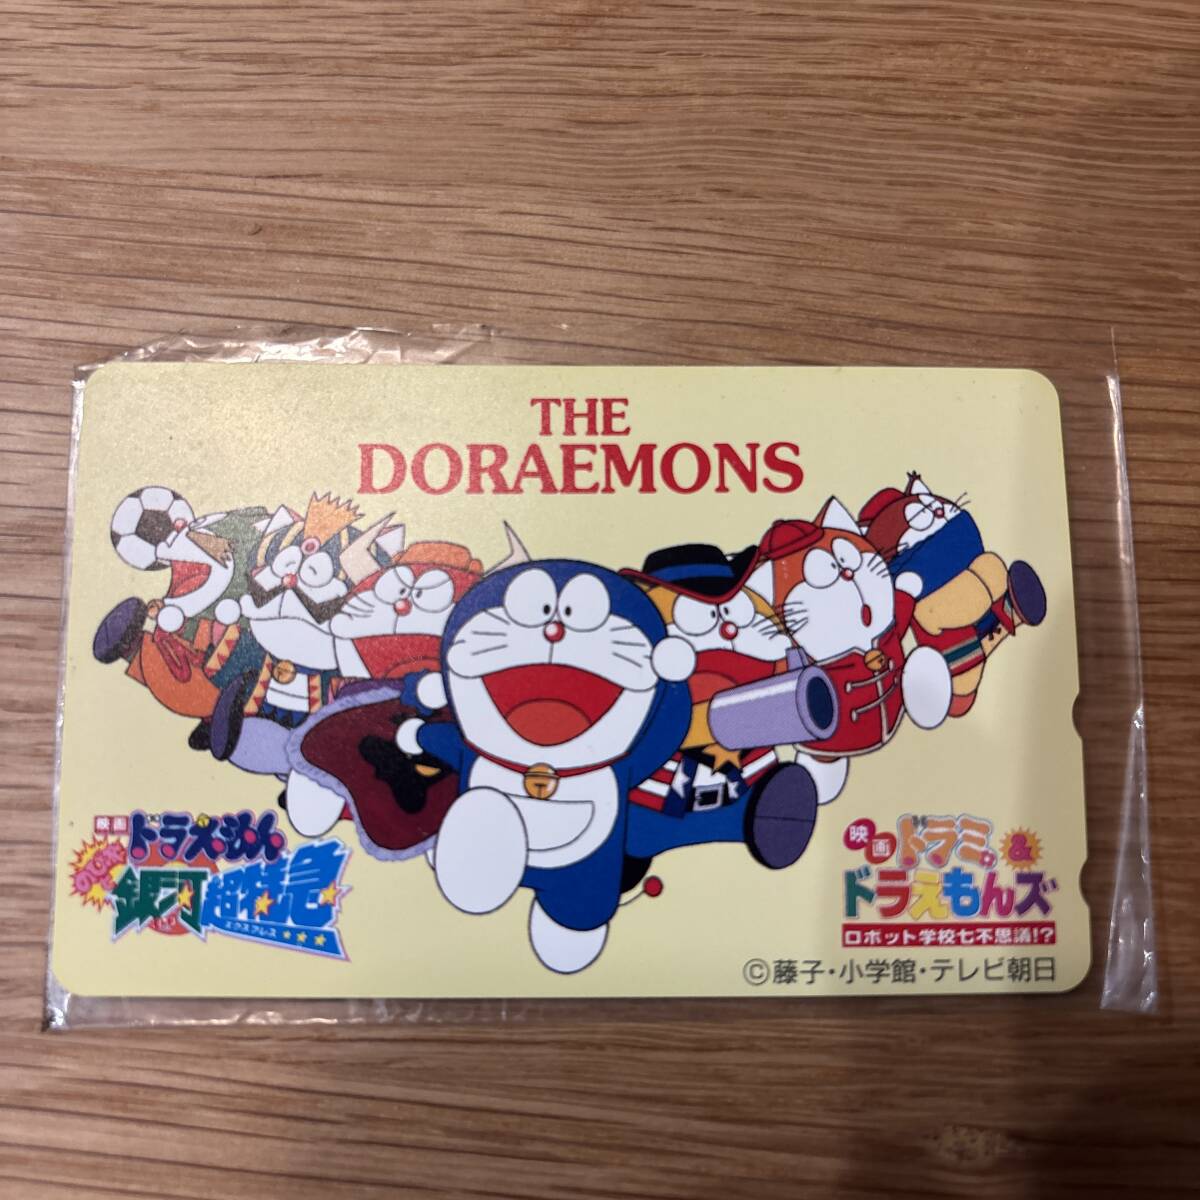 THE
DORAEMONS
映画 ドラえもん
のび太と
銀河超特急
エクスプレス
映画 ドラミ&
ドラえもんズ
ロボット学校七不思議!?
©藤子・小学館・テレビ朝日